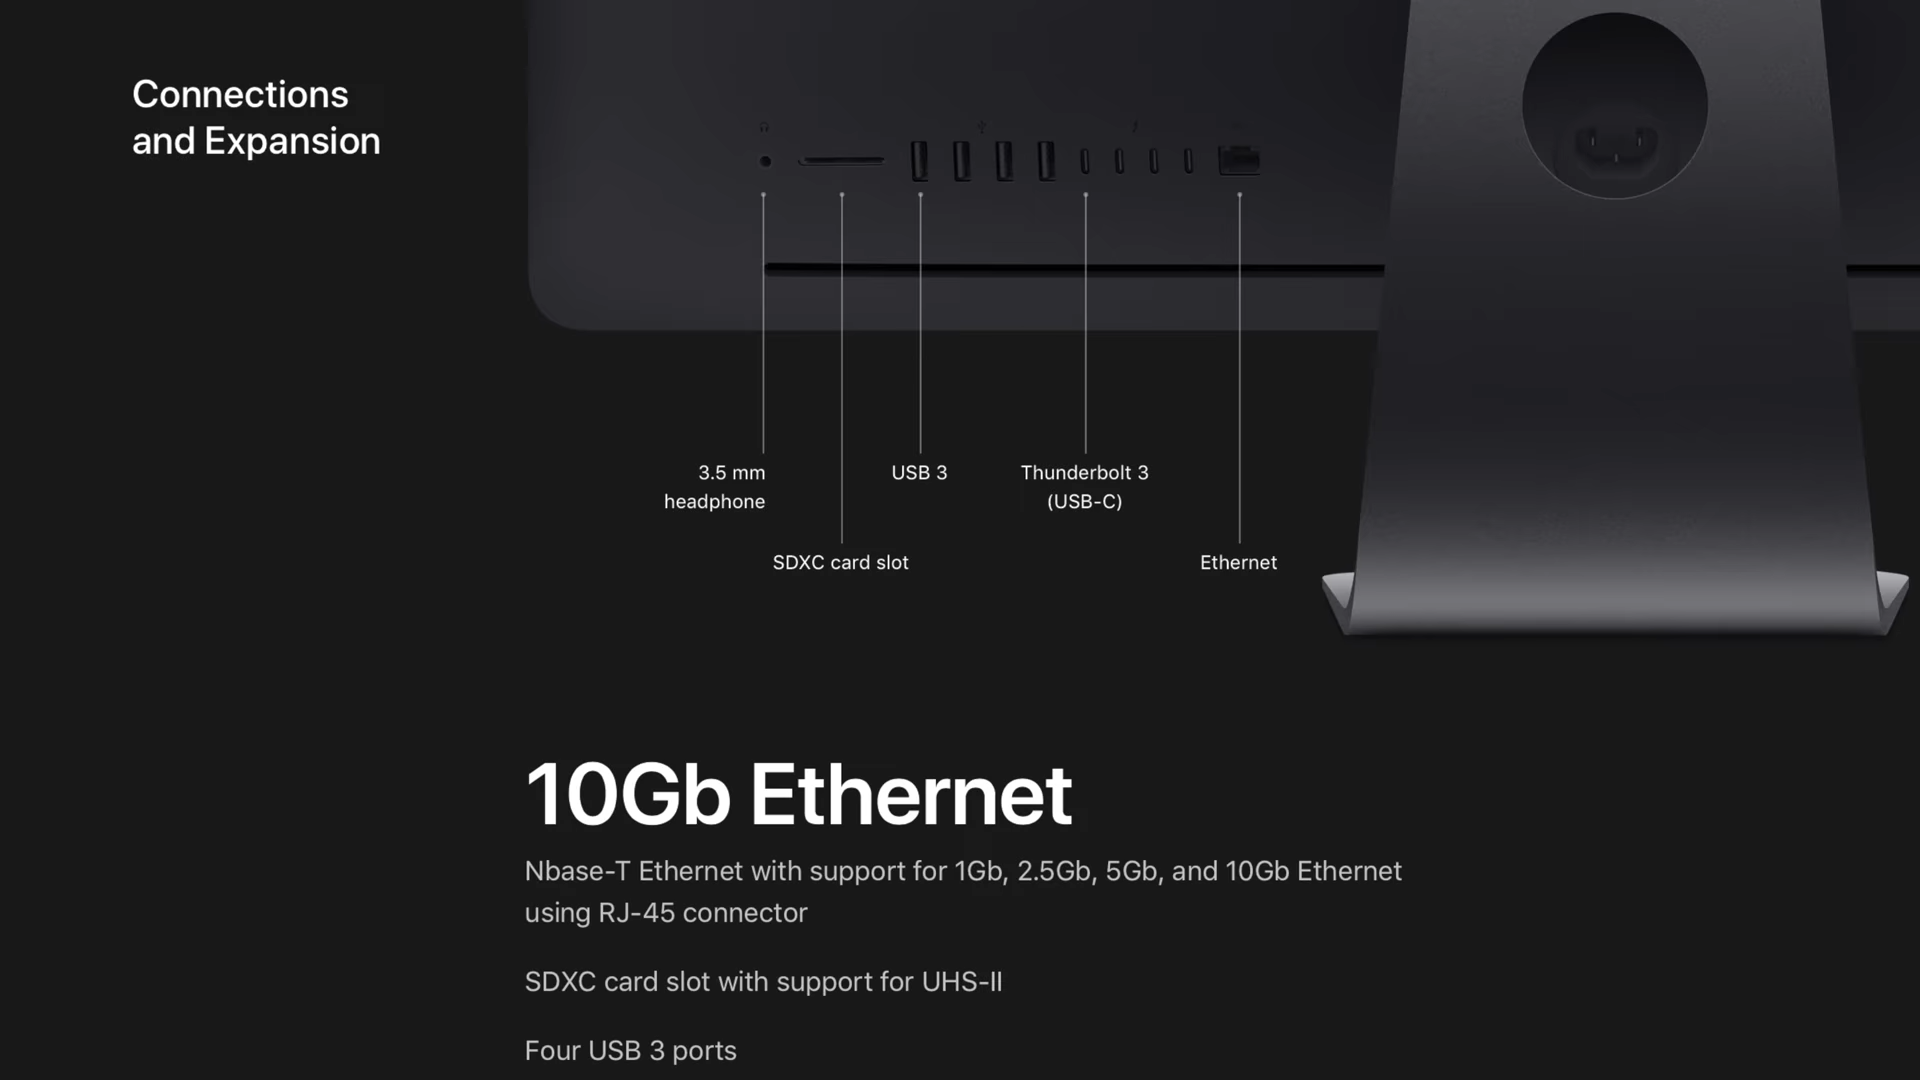 Connections
and Expansion
3.5 mm
headphone
SDXC card slot
USB 3
Thunderbolt 3
(USB-C)
Ethernet
10Gb Ethernet
Nbase-T Ethernet with support for 1Gb, 2.5Gb, 5Gb, and 10Gb Ethernet
using RJ-45 connector
SDXC card slot with support for UHS-II
Four USB 3 ports